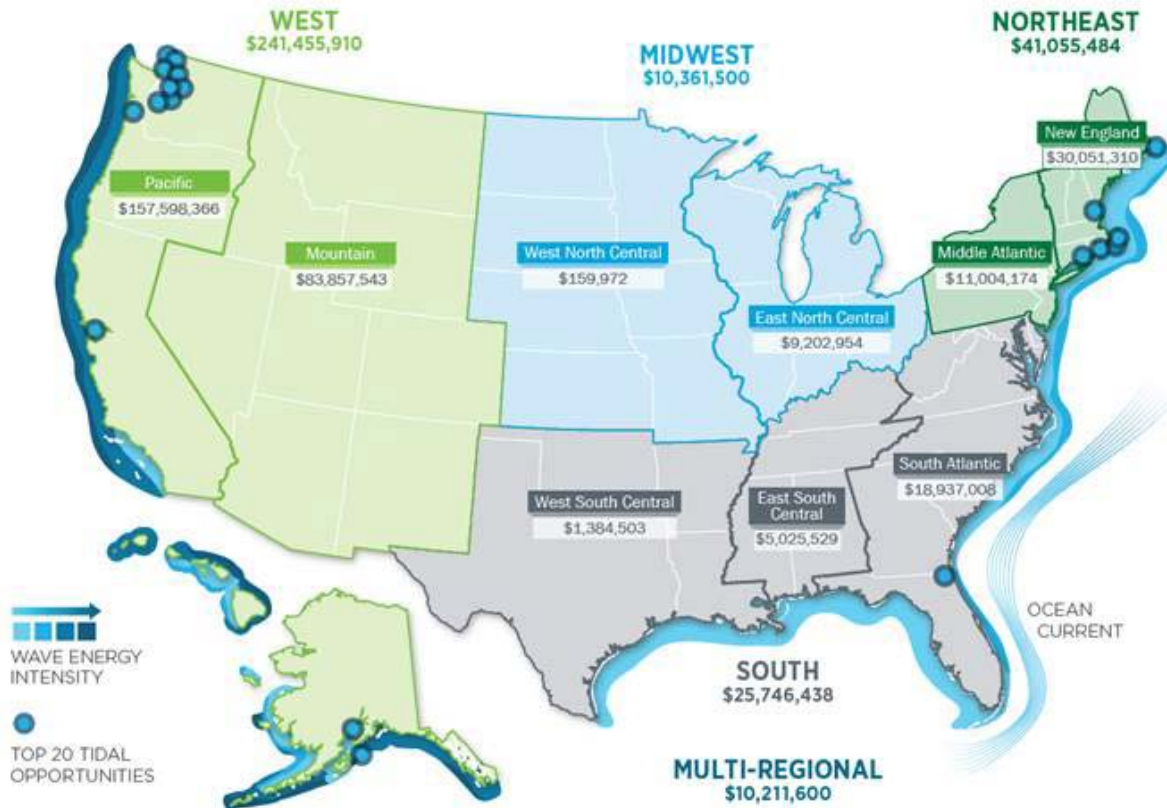 WEST
$241,455,910
MIDWEST
$10,361,500
NORTHEAST
$41,055,484
New England
$30,051,310
Pacific
$157,598,366
Mountain
$83,857,543
West North Central
$159,972
Middle Atlantic
$11,004,174
East North Central
$9,202,954
South Atlantic
$18,937,008
West South Central
$1,384,503
East South
Central
$5,025,529
WAVE ENERGY
INTENSITY
TOP 20 TIDAL
OPPORTUNITIES
OCEAN
CURRENT
SOUTH
$25,746,438
MULTI-REGIONAL
$10,211,600